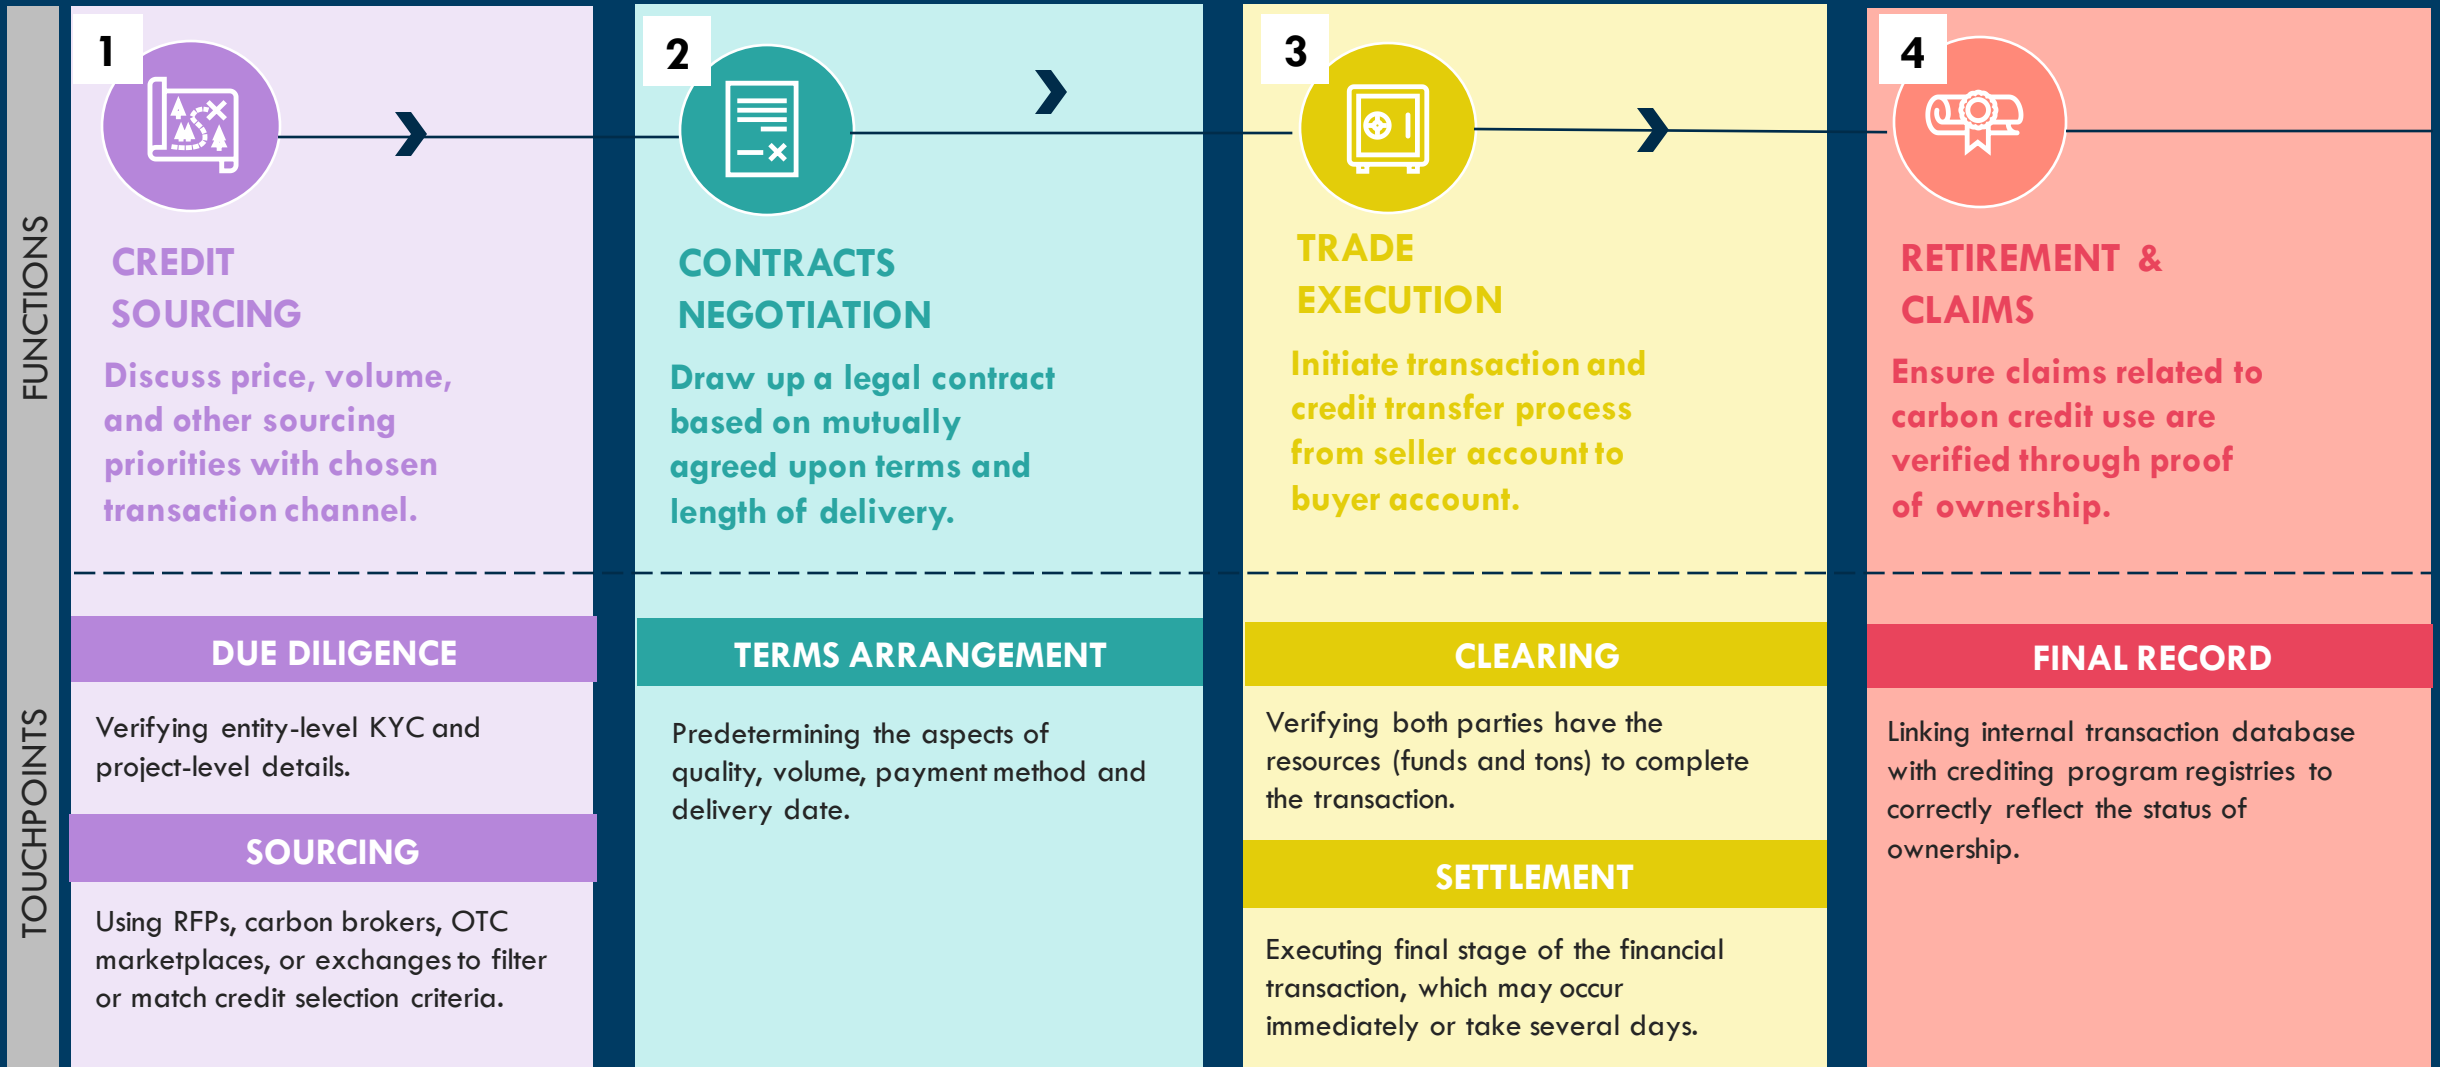 FUNCTIONS
TOUCHPOINTS
1
CREDIT
SOURCING
Discuss price, volume,
and other sourcing
priorities with chosen
transaction channel.
DUE DILIGENCE
Verifying entity-level KYC and
project-level details.
SOURCING
Using RFPs, carbon brokers, OTC
marketplaces, or exchanges to filter
or match credit selection criteria.
2
CONTRACTS
NEGOTIATION
Draw up a legal contract
based on mutually
agreed upon terms and
length of delivery.
TERMS ARRANGEMENT
Predetermining the aspects of
quality, volume, payment method and
delivery date.
3
TRADE
EXECUTION
Initiate transaction and
credit transfer process
from seller account to
buyer account.
CLEARING
Verifying both parties have the
resources (funds and tons) to complete
the transaction.
SETTLEMENT
Executing final stage of the financial
transaction, which may occur
immediately or take several days.
4
RETIREMENT &
CLAIMS
Ensure claims related to
carbon credit use are
verified through proof
of ownership.
FINAL RECORD
Linking internal transaction database
with crediting program registries to
correctly reflect the status of
ownership.